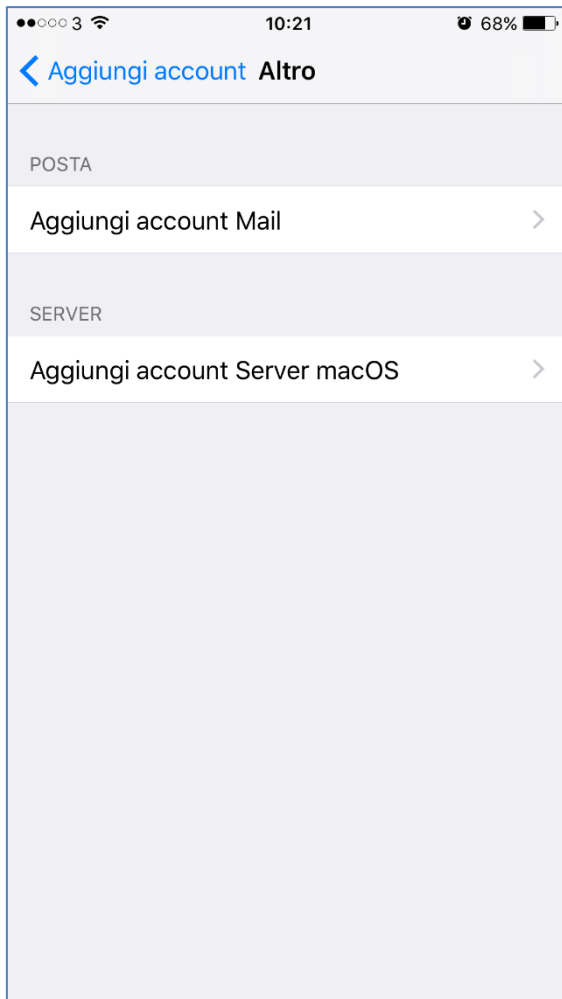 3 10:21 68%
Aggiungi account Altro
POSTA
Aggiungi account Mail
SERVER
Aggiungi account Server macOS